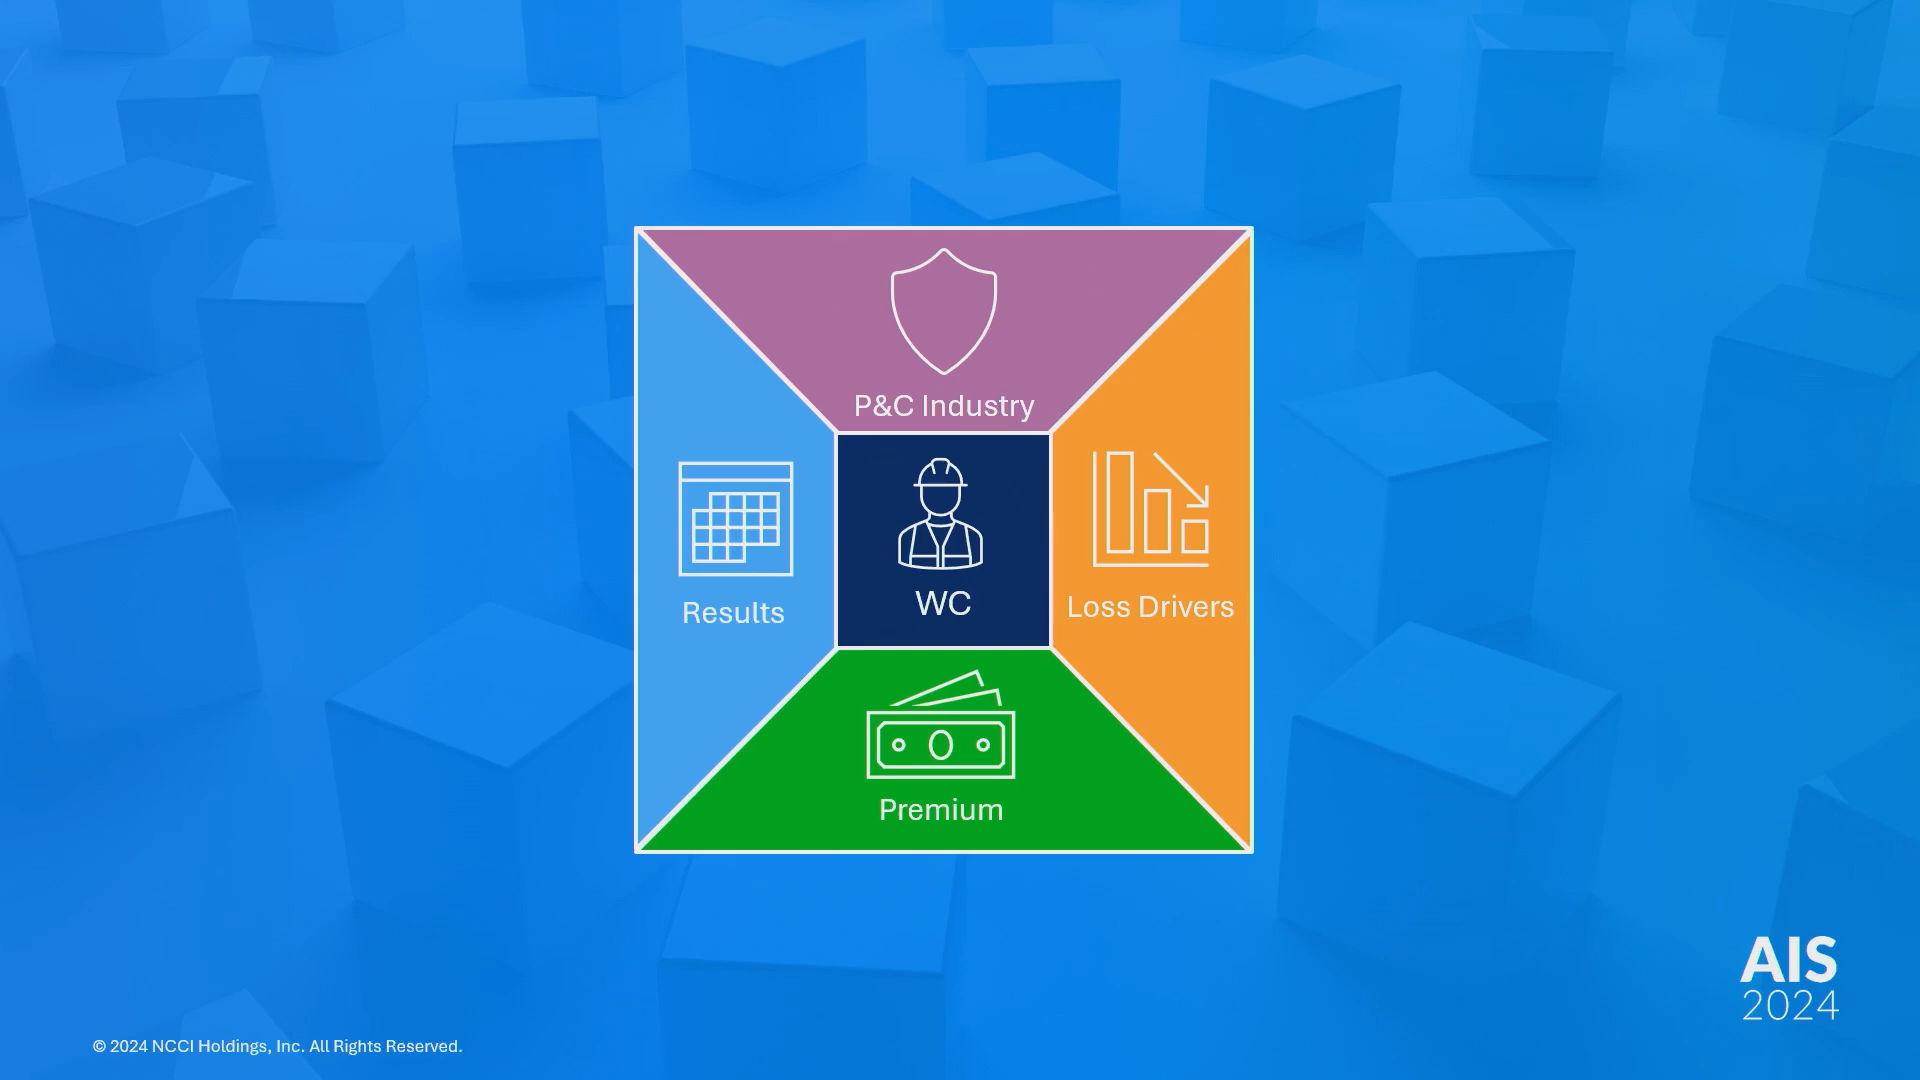 P&C Industry
Results
WC
Loss Drivers
Premium
AIS
2024
© 2024 NCCI Holdings, Inc. All Rights Reserved.